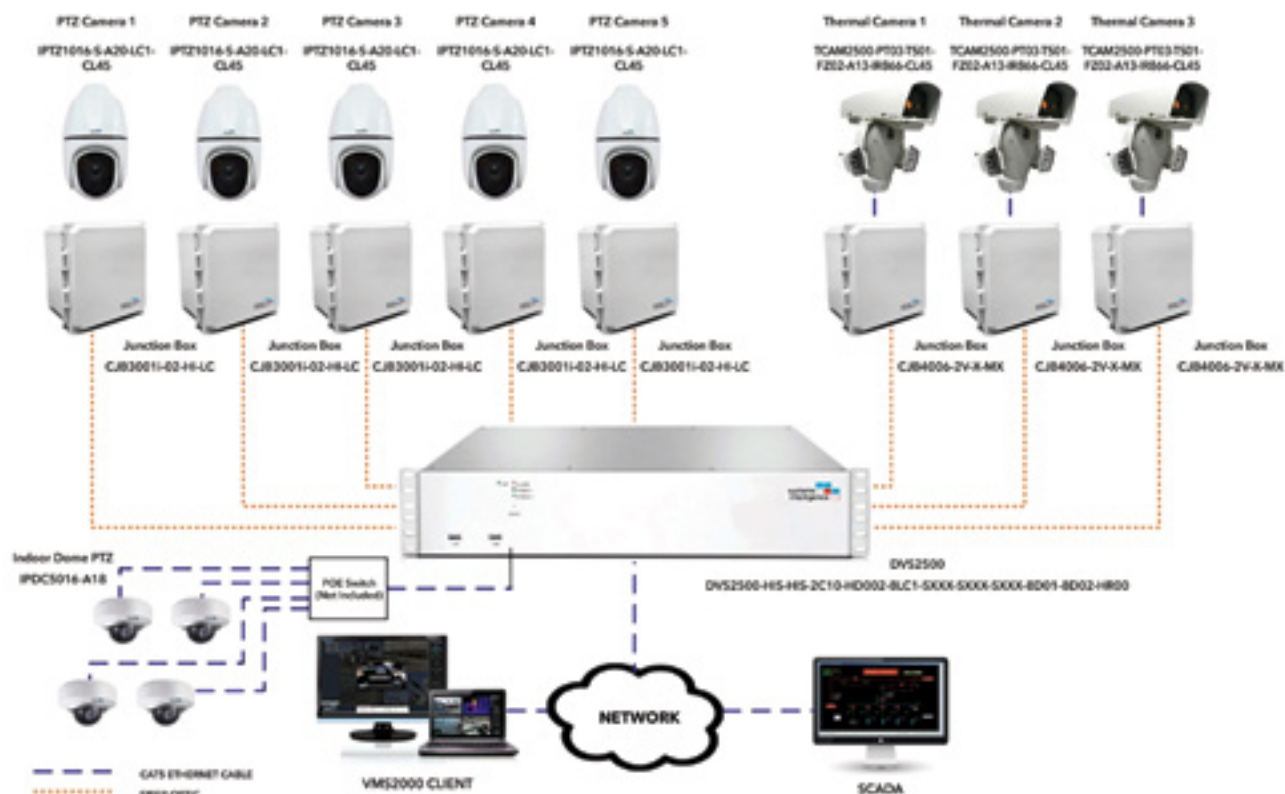 PTZ Camera 1
IPTZ1016-S-A20-LC1-
CL45
PTZ Camera 2
IPTZ1016-S-A20-LC1-
CL45
PTZ Camera 3
IPTZ1016-S-A20-LC1-
CL45
PTZ Camera 4
IPTZ1016-S-A20-LC1-
CL45
PTZ Camera 5
IPTZ1016-S-A20-LC1-
CL45
Thermal Camera 1
TCAM2500-PT03-TS01-
FZ02-A13-IR866-CL45
Thermal Camera 2
TCAM2500-PT03-TS01-
FZ02-A13-IR866-CL45
Thermal Camera 3
TCAM2500-PT03-TS01-
FZ02-A13-IR866-CL45
Junction Box
CJB3001i-02-HI-LC
Junction Box
CJB3001i-02-HI-LC
Junction Box
CJB3001i-02-HI-LC
Junction Box
CJB3001i-02-HI-LC
Junction Box
CJB3001i-02-HI-LC
Junction Box
CJB4006-2V-X-MX
Junction Box
CJB4006-2V-X-MX
Junction Box
CJB4006-2V-X-MX
systems
intelligence
Indoor Dome PTZ
IPDC5016-A18
POE Switch
(Not Included)
DVS2500
DVS2500-HIS-HIS-2C10-HD002-8LC1-SXXX-SXXX-SXXX-8D01-8D02-HR00
NETWORK
VMS2000 CLIENT
SCADA
CAT5 ETHERNET CABLE
FIBER OPTIC